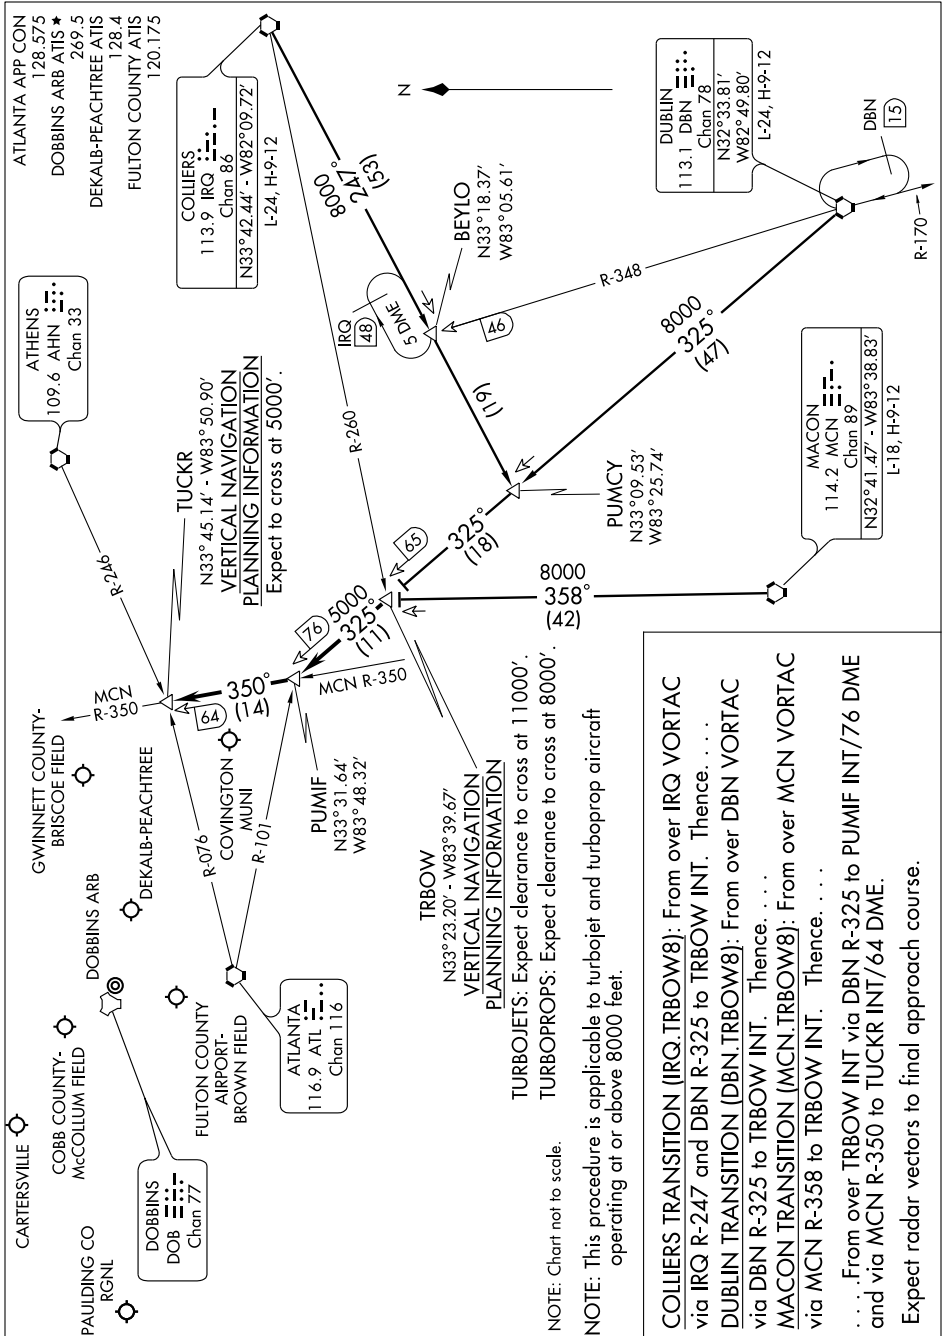 ATLANTA APP CON
128.575
DOBBINS ARB ATIS ★
269.5
DEKALB-PEACHTREE ATIS
128.4
FULTON COUNTY ATIS
120.175
COLLIERS
113.9 IRQ
Chan 86
N33°42.44' - W82°09.72'
L-24, H-9-12
ATHENS
109.6 AHN
Chan 33
R-246
TUCKR
N33°45.14' - W83°50.90'
VERTICAL NAVIGATION
PLANNING INFORMATION
Expect to cross at 5000'.
8000
247°
(53)
R-260
IRQ
48
5 DME
BEYLO
N33°18.37'
W83°05.61'
46
R-348
(19)
N
DUBLIN
113.1 DBN
Chan 78
N32°33.81'
W82°49.80'
L-24, H-9-12
DBN
15
R-170
8000
325°
(47)
PUMCY
N33°09.53'
W83°25.74'
325°
(18)
65
MACON
114.2 MCN
Chan 89
N32°41.47' - W83°38.83'
L-18, H-9-12
8000
358°
(42)
5000
325°
(11)
76
MCN R-350
350°
(14)
64
MCN
R-350
PUMIF
N33°31.64'
W83°48.32'
TRBOW
N33°23.20' - W83°39.67'
VERTICAL NAVIGATION
PLANNING INFORMATION
TURBOJETS: Expect clearance to cross at 11000'.
TURBOPROPS: Expect clearance to cross at 8000'.
GWINNETT COUNTY-
BRISCOE FIELD
DEKALB-PEACHTREE
COVINGTON
MUNI
R-076
R-101
DOBBINS ARB
COBB COUNTY-
McCOLLUM FIELD
CARTERSVILLE
PAULDING CO
RGNL
FULTON COUNTY
AIRPORT-
BROWN FIELD
ATLANTA
116.9 ATL
Chan 116
DOBBINS
DOB
Chan 77
NOTE: Chart not to scale.
NOTE: This procedure is applicable to turbojet and turboprop aircraft
operating at or above 8000 feet.
COLLIERS TRANSITION (IRQ.TRBOW8): From over IRQ VORTAC
via IRQ R-247 and DBN R-325 to TRBOW INT. Thence. . . .
DUBLIN TRANSITION (DBN.TRBOW8): From over DBN VORTAC
via DBN R-325 to TRBOW INT. Thence. . . .
MACON TRANSITION (MCN.TRBOW8): From over MCN VORTAC
via MCN R-358 to TRBOW INT. Thence. . . .
. . . .From over TRBOW INT via DBN R-325 to PUMIF INT/76 DME
and via MCN R-350 to TUCKR INT/64 DME.
Expect radar vectors to final approach course.